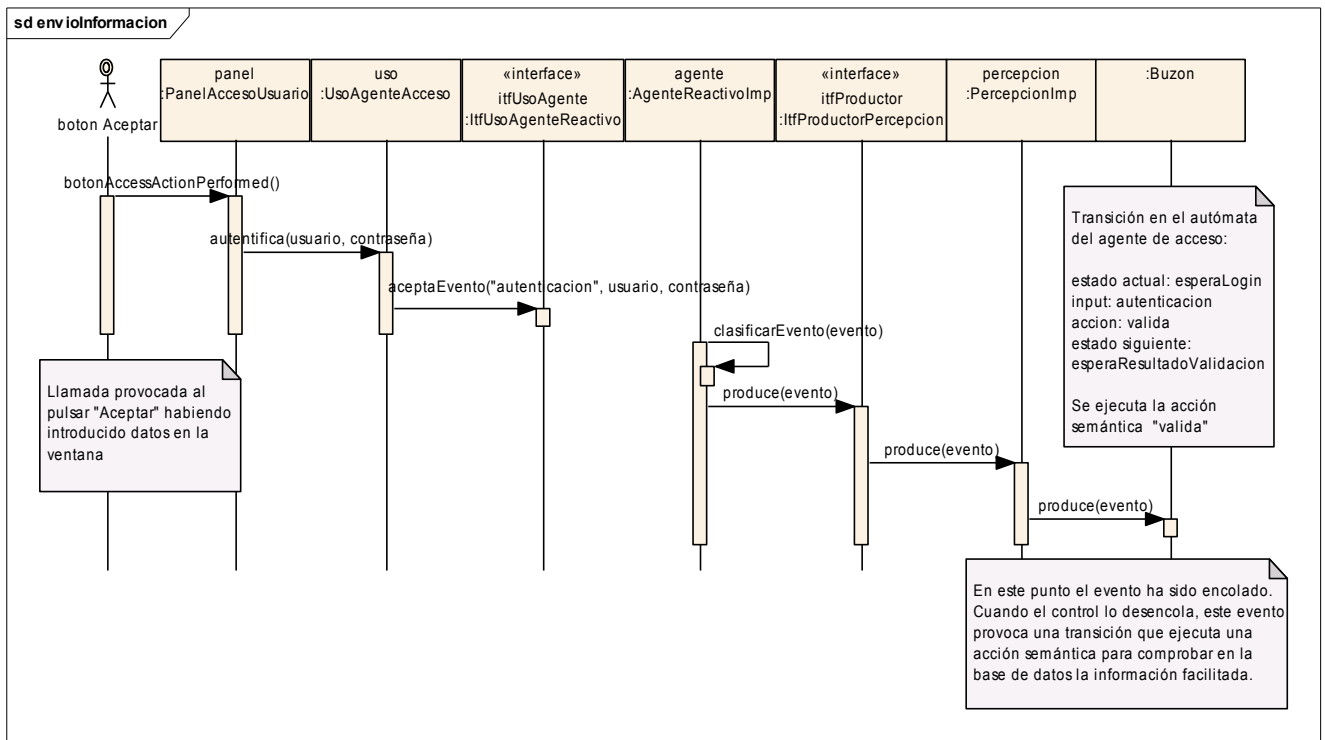 sd envioInformacion
boton Aceptar
panel
:PanelAccesoUsuario
uso
:UsoAgenteAcceso
«interface»
itfUsoAgente
:ItfUsoAgenteReactivo
agente
:AgenteReactivoImp
«interface»
itfProductor
:ItfProductorPercepcion
percepcion
:PercepcionImp
:Buzon
botonAccessActionPerformed()
autentifica(usuario, contraseña)
aceptaEvento("autenticacion", usuario, contraseña)
clasificarEvento(evento)
produce(evento)
produce(evento)
produce(evento)
Llamada provocada al
pulsar "Aceptar" habiendo
introducido datos en la
ventana
Transición en el autómata
del agente de acceso:
estado actual: esperaLogin
input: autenticacion
accion: valida
estado siguiente:
esperaResultadoValidacion
Se ejecuta la acción
semántica "valida"
En este punto el evento ha sido encolado.
Cuando el control lo desencola, este evento
provoca una transición que ejecuta una
acción semántica para comprobar en la
base de datos la información facilitada.